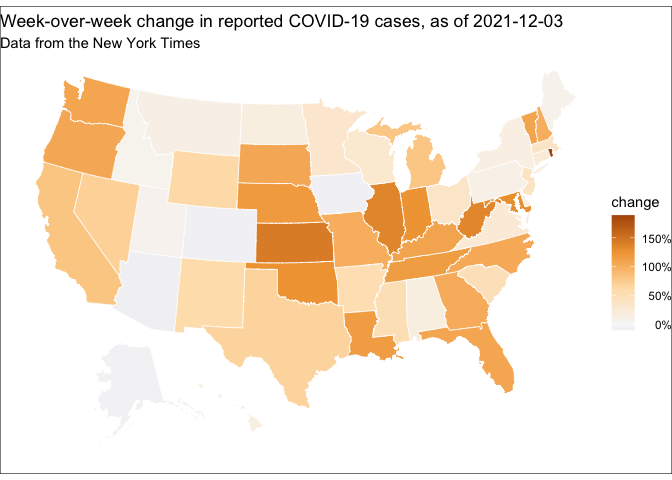 Week-over-week change in reported COVID-19 cases, as of 2021-12-03
Data from the New York Times
change
150%
100%
50%
0%